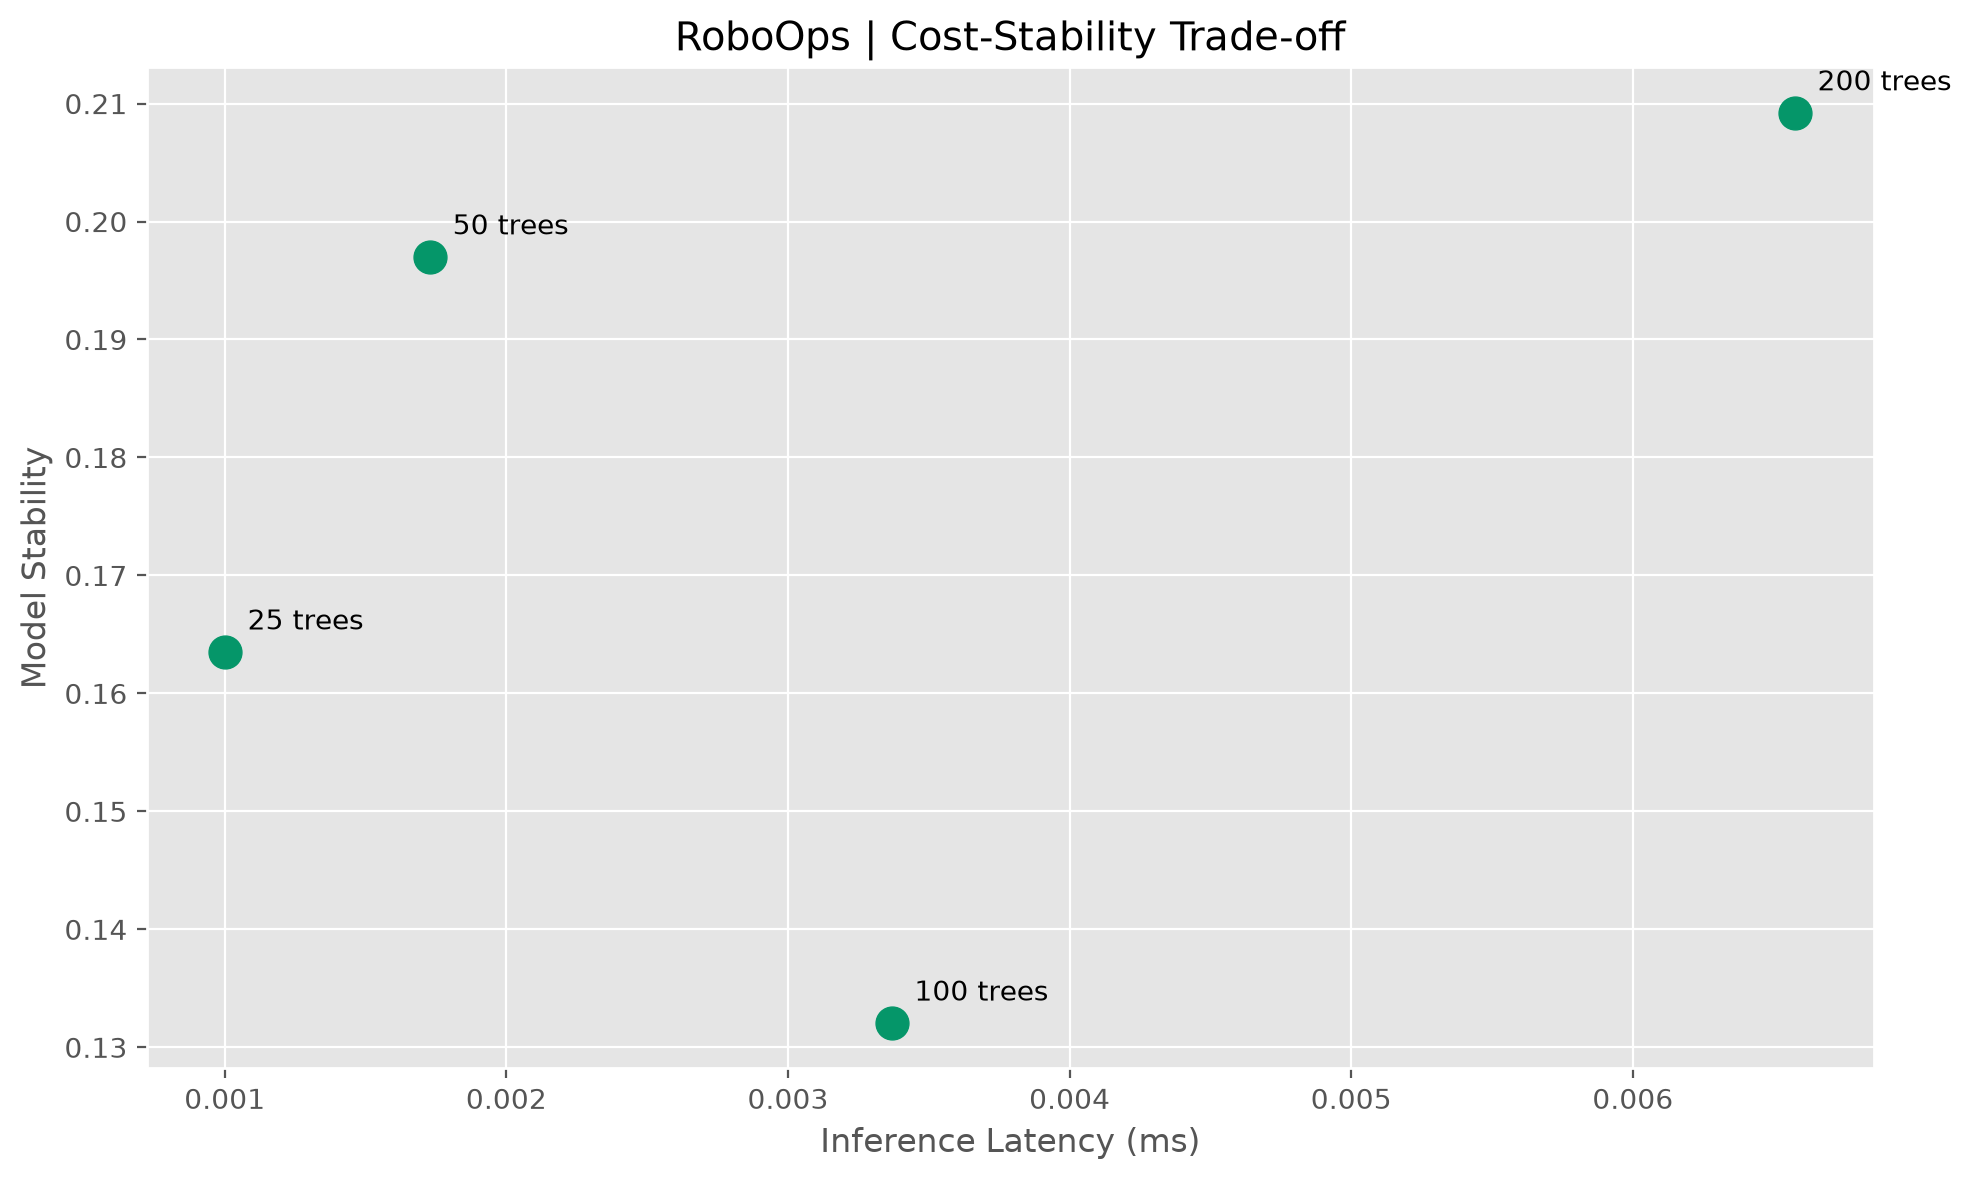 RoboOps | Cost-Stability Trade-off
200 trees
50 trees
25 trees
100 trees
Model Stability
0.21
0.20
0.19
0.18
0.17
0.16
0.15
0.14
0.13
0.001
0.002
0.003
0.004
0.005
0.006
Inference Latency (ms)